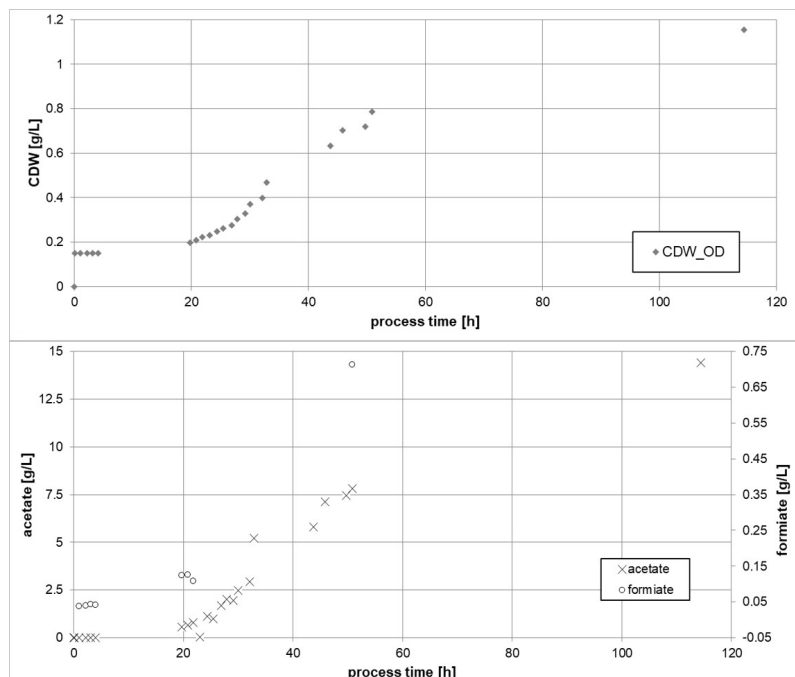 1.2
1
0.8
0.6
0.4
0.2
0
CDW [g/L]
CDW_OD
0 20 40 60 80 100 120
process time [h]
15 0.75
12.5 0.65
0.55
10 0.45
7.5 0.35
5 0.25
0.15
2.5 0.05
0 -0.05
acetate [g/L]
formiate [g/L]
acetate
formiate
0 20 40 60 80 100 120
process time [h]